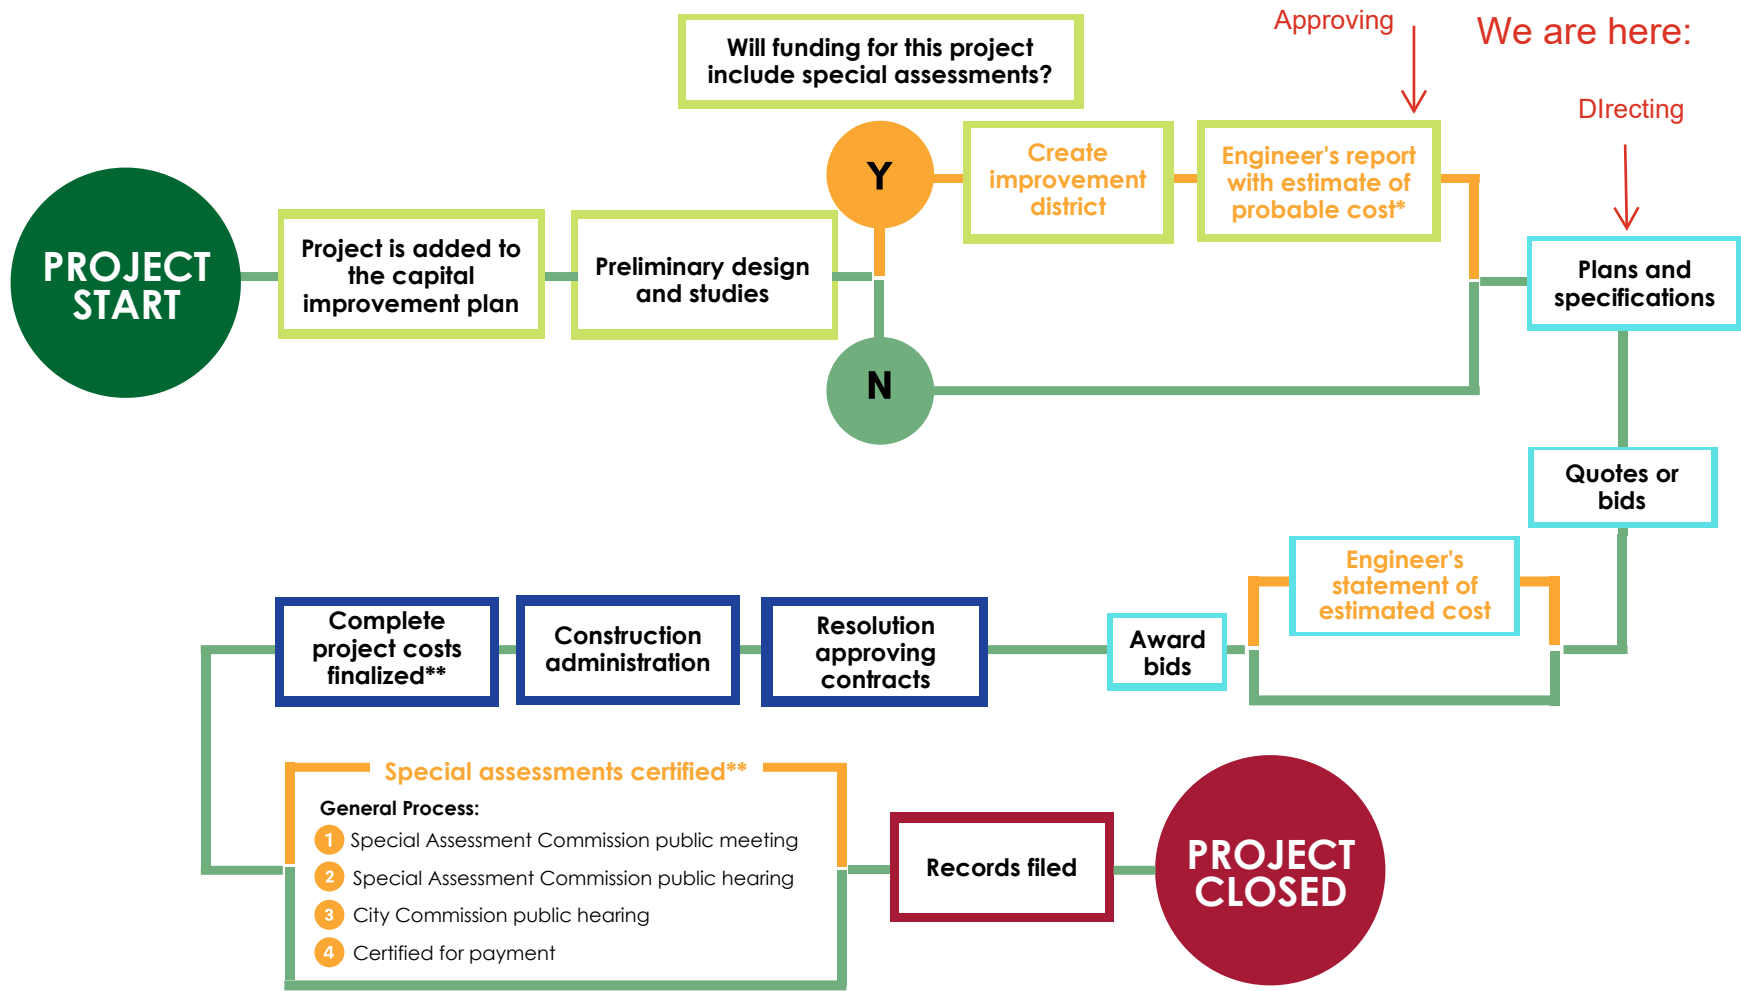 Will funding for this project
include special assessments?
Approving
We are here:
DIrecting
Y
Create
improvement
district
Engineer's report
with estimate of
probable cost*
PROJECT
START
Project is added to
the capital
improvement plan
Preliminary design
and studies
Plans and
specifications
N
Quotes or
bids
Engineer's
statement of
estimated cost
Award
bids
Resolution
approving
contracts
Construction
administration
Complete
project costs
finalized**
Special assessments certified**
General Process:
1 Special Assessment Commission public meeting
2 Special Assessment Commission public hearing
3 City Commission public hearing
4 Certified for payment
Records filed
PROJECT
CLOSED